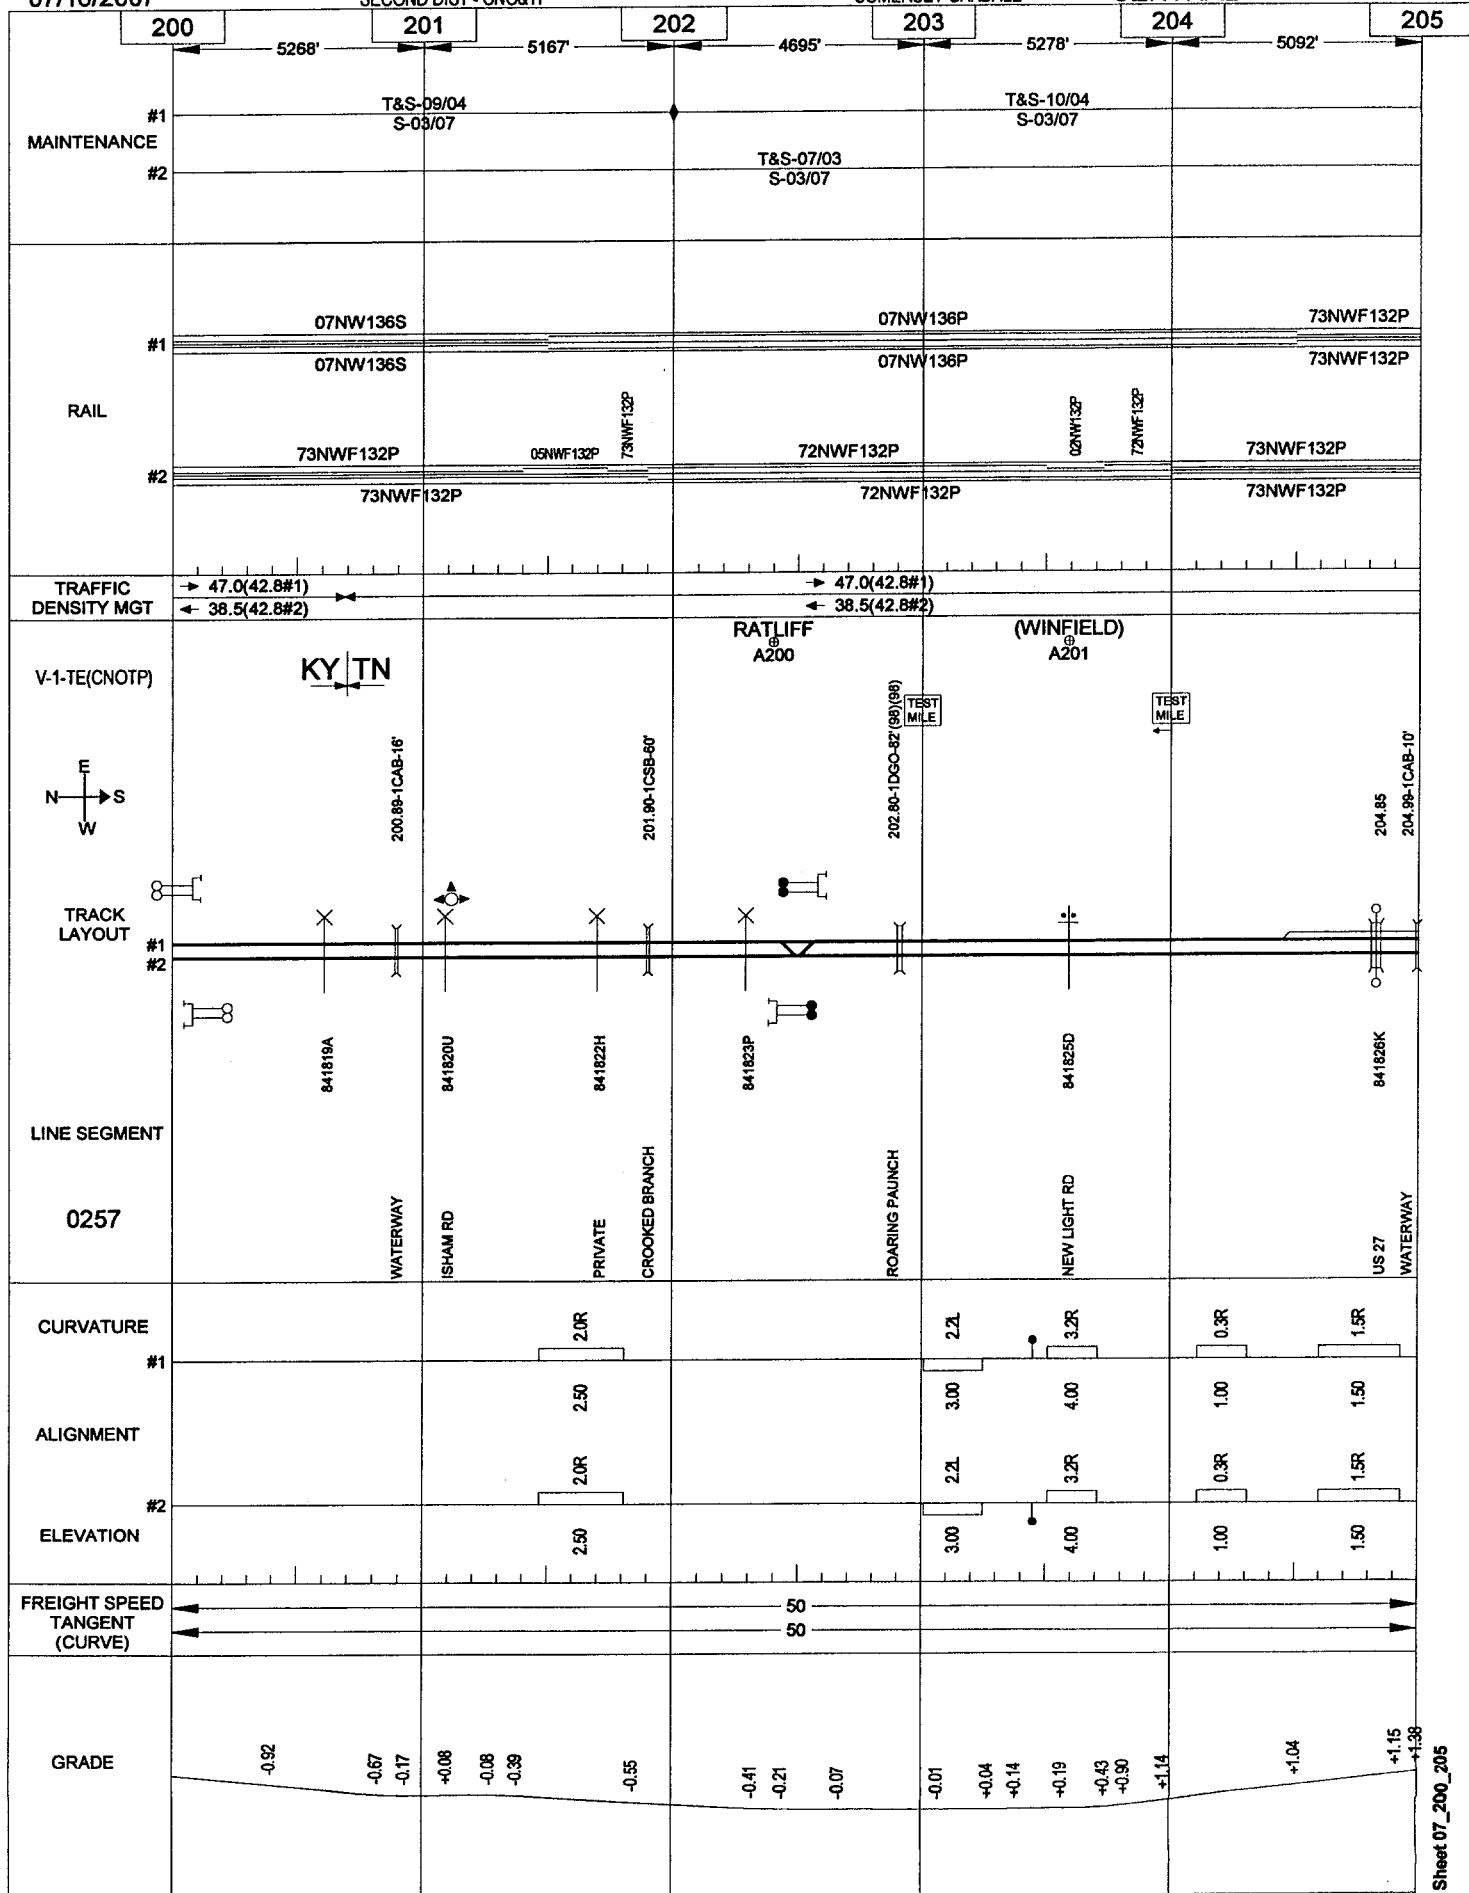 200 201 202 203 204 205
5268' 5167' 4695' 5278' 5092'
MAINTENANCE
#1
T&S-09/04
S-03/07
T&S-10/04
S-03/07
#2
T&S-07/03
S-03/07
RAIL
#1
07NW136S 07NW136P 73NWF132P
07NW136S 07NW136P 73NWF132P
#2
73NWF132P 05NWF132P 73NWF132P 72NWF132P 02NW132P 72NWF132P 73NWF132P
73NWF132P 72NWF132P 73NWF132P
TRAFFIC
DENSITY MGT
47.0(42.8#1) 47.0(42.8#1)
38.5(42.8#2) 38.5(42.8#2)
V-1-TE(CNOTP)
KY TN
RATLIFF
A200
(WINFIELD)
A201
TEST
MILE
TEST
MILE
E
N S
W
200.89-1CAB-16'
201.90-1CSB-60'
202.80-1DGO-82'(98)(98)
204.85
204.99-1CAB-10'
TRACK
LAYOUT
#1
#2
841819A
841820U
841822H
841823P
841825D
841826K
LINE SEGMENT
0257
WATERWAY
ISHAM RD
PRIVATE
CROOKED BRANCH
ROARING PAUNCH
NEW LIGHT RD
US 27
WATERWAY
CURVATURE
#1
2.0R 2.2L 3.2R 0.3R 1.5R
2.50 3.00 4.00 1.00 1.50
ALIGNMENT
#2
2.0R 2.2L 3.2R 0.3R 1.5R
ELEVATION
2.50 3.00 4.00 1.00 1.50
FREIGHT SPEED
TANGENT
(CURVE)
50
50
GRADE
-0.92 -0.67 -0.17 +0.08 -0.08 -0.39 -0.55 -0.41 -0.21 -0.07 -0.01 +0.04 +0.14 +0.19 +0.43 +0.90 +1.14 +1.04 +1.15 +1.38
Sheet 07_200_205